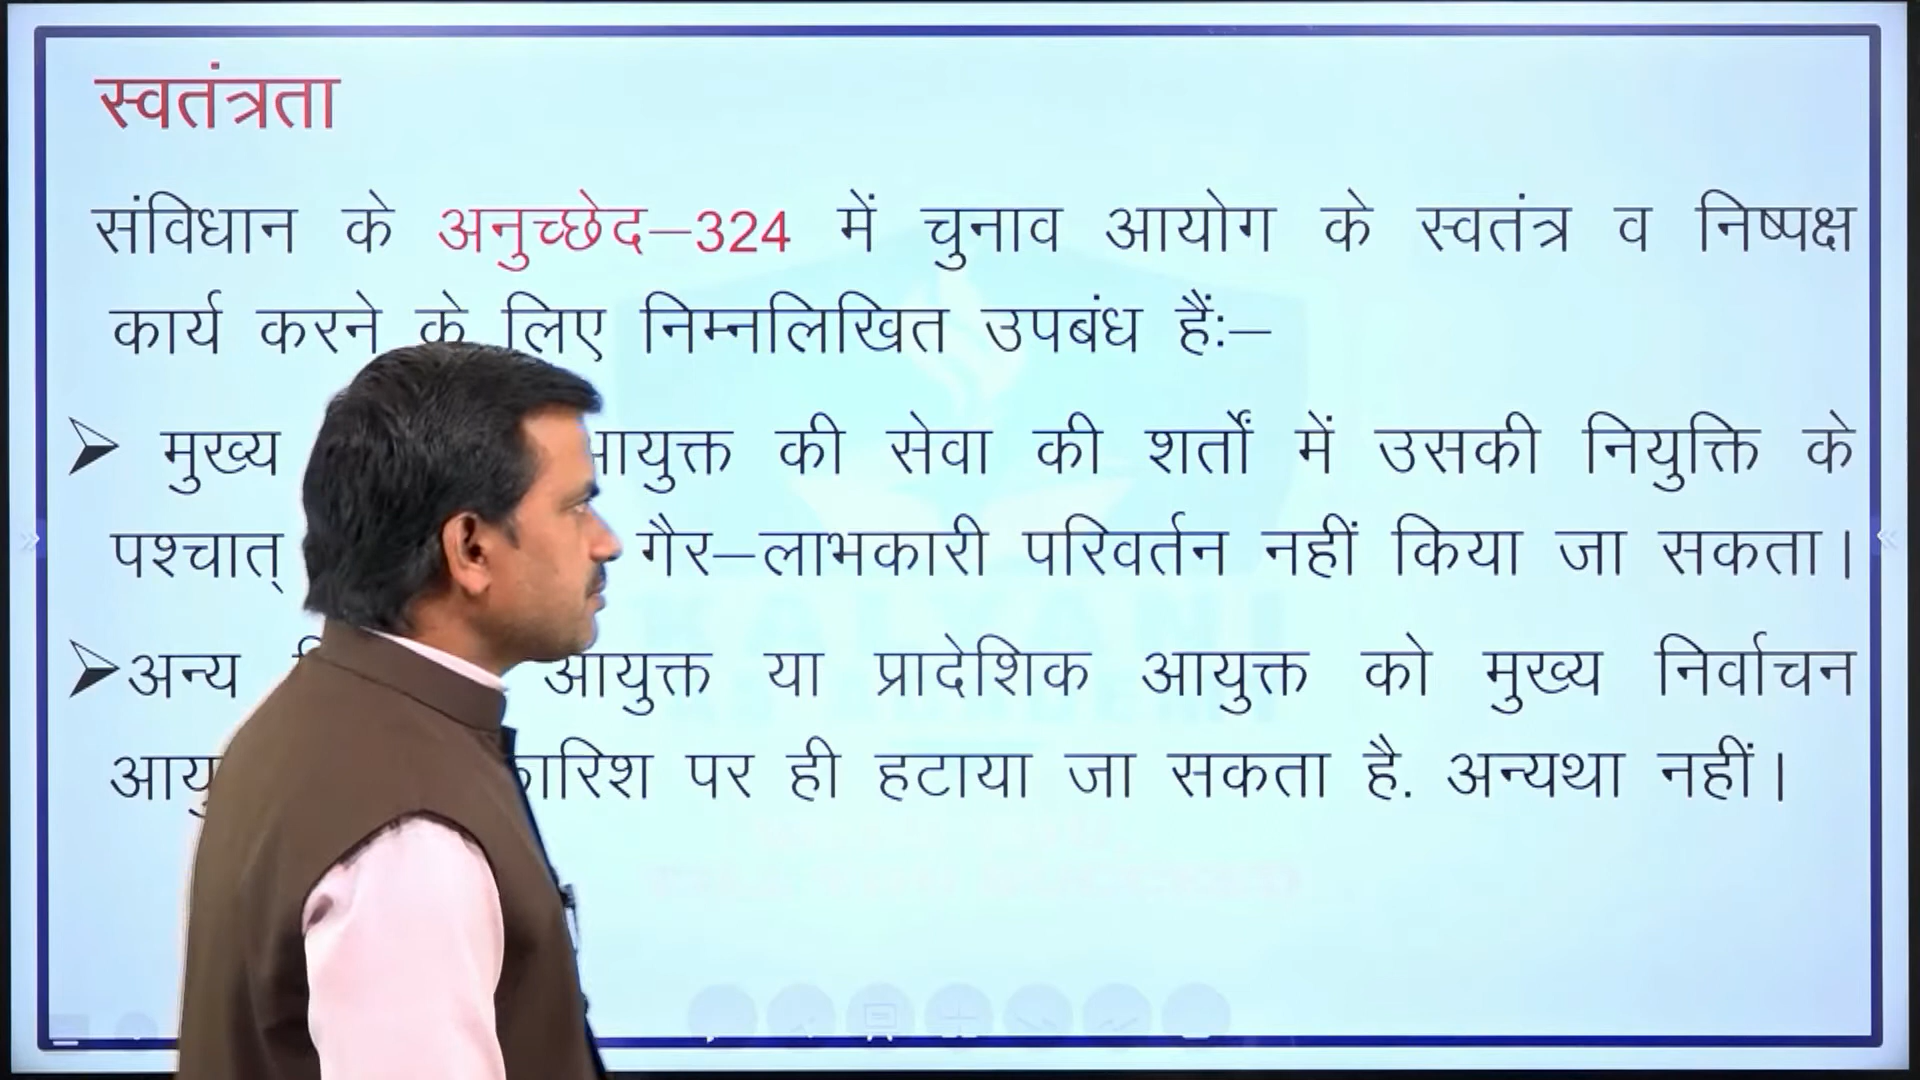 स्वतंत्रता
संविधान के अनुच्छेद–324 में चुनाव आयोग के स्वतंत्र व निष्पक्ष
कार्य करने के लिए निम्नलिखित उपबंध हैंः–
मुख्य की सेवा की शर्तों में उसकी नियुक्ति के
पश्चात् गैर–लाभकारी परिवर्तन नहीं किया जा सकता।
अन्य आयुक्त या प्रादेशिक आयुक्त को मुख्य निर्वाचन
पर ही हटाया जा सकता है. अन्यथा नहीं।